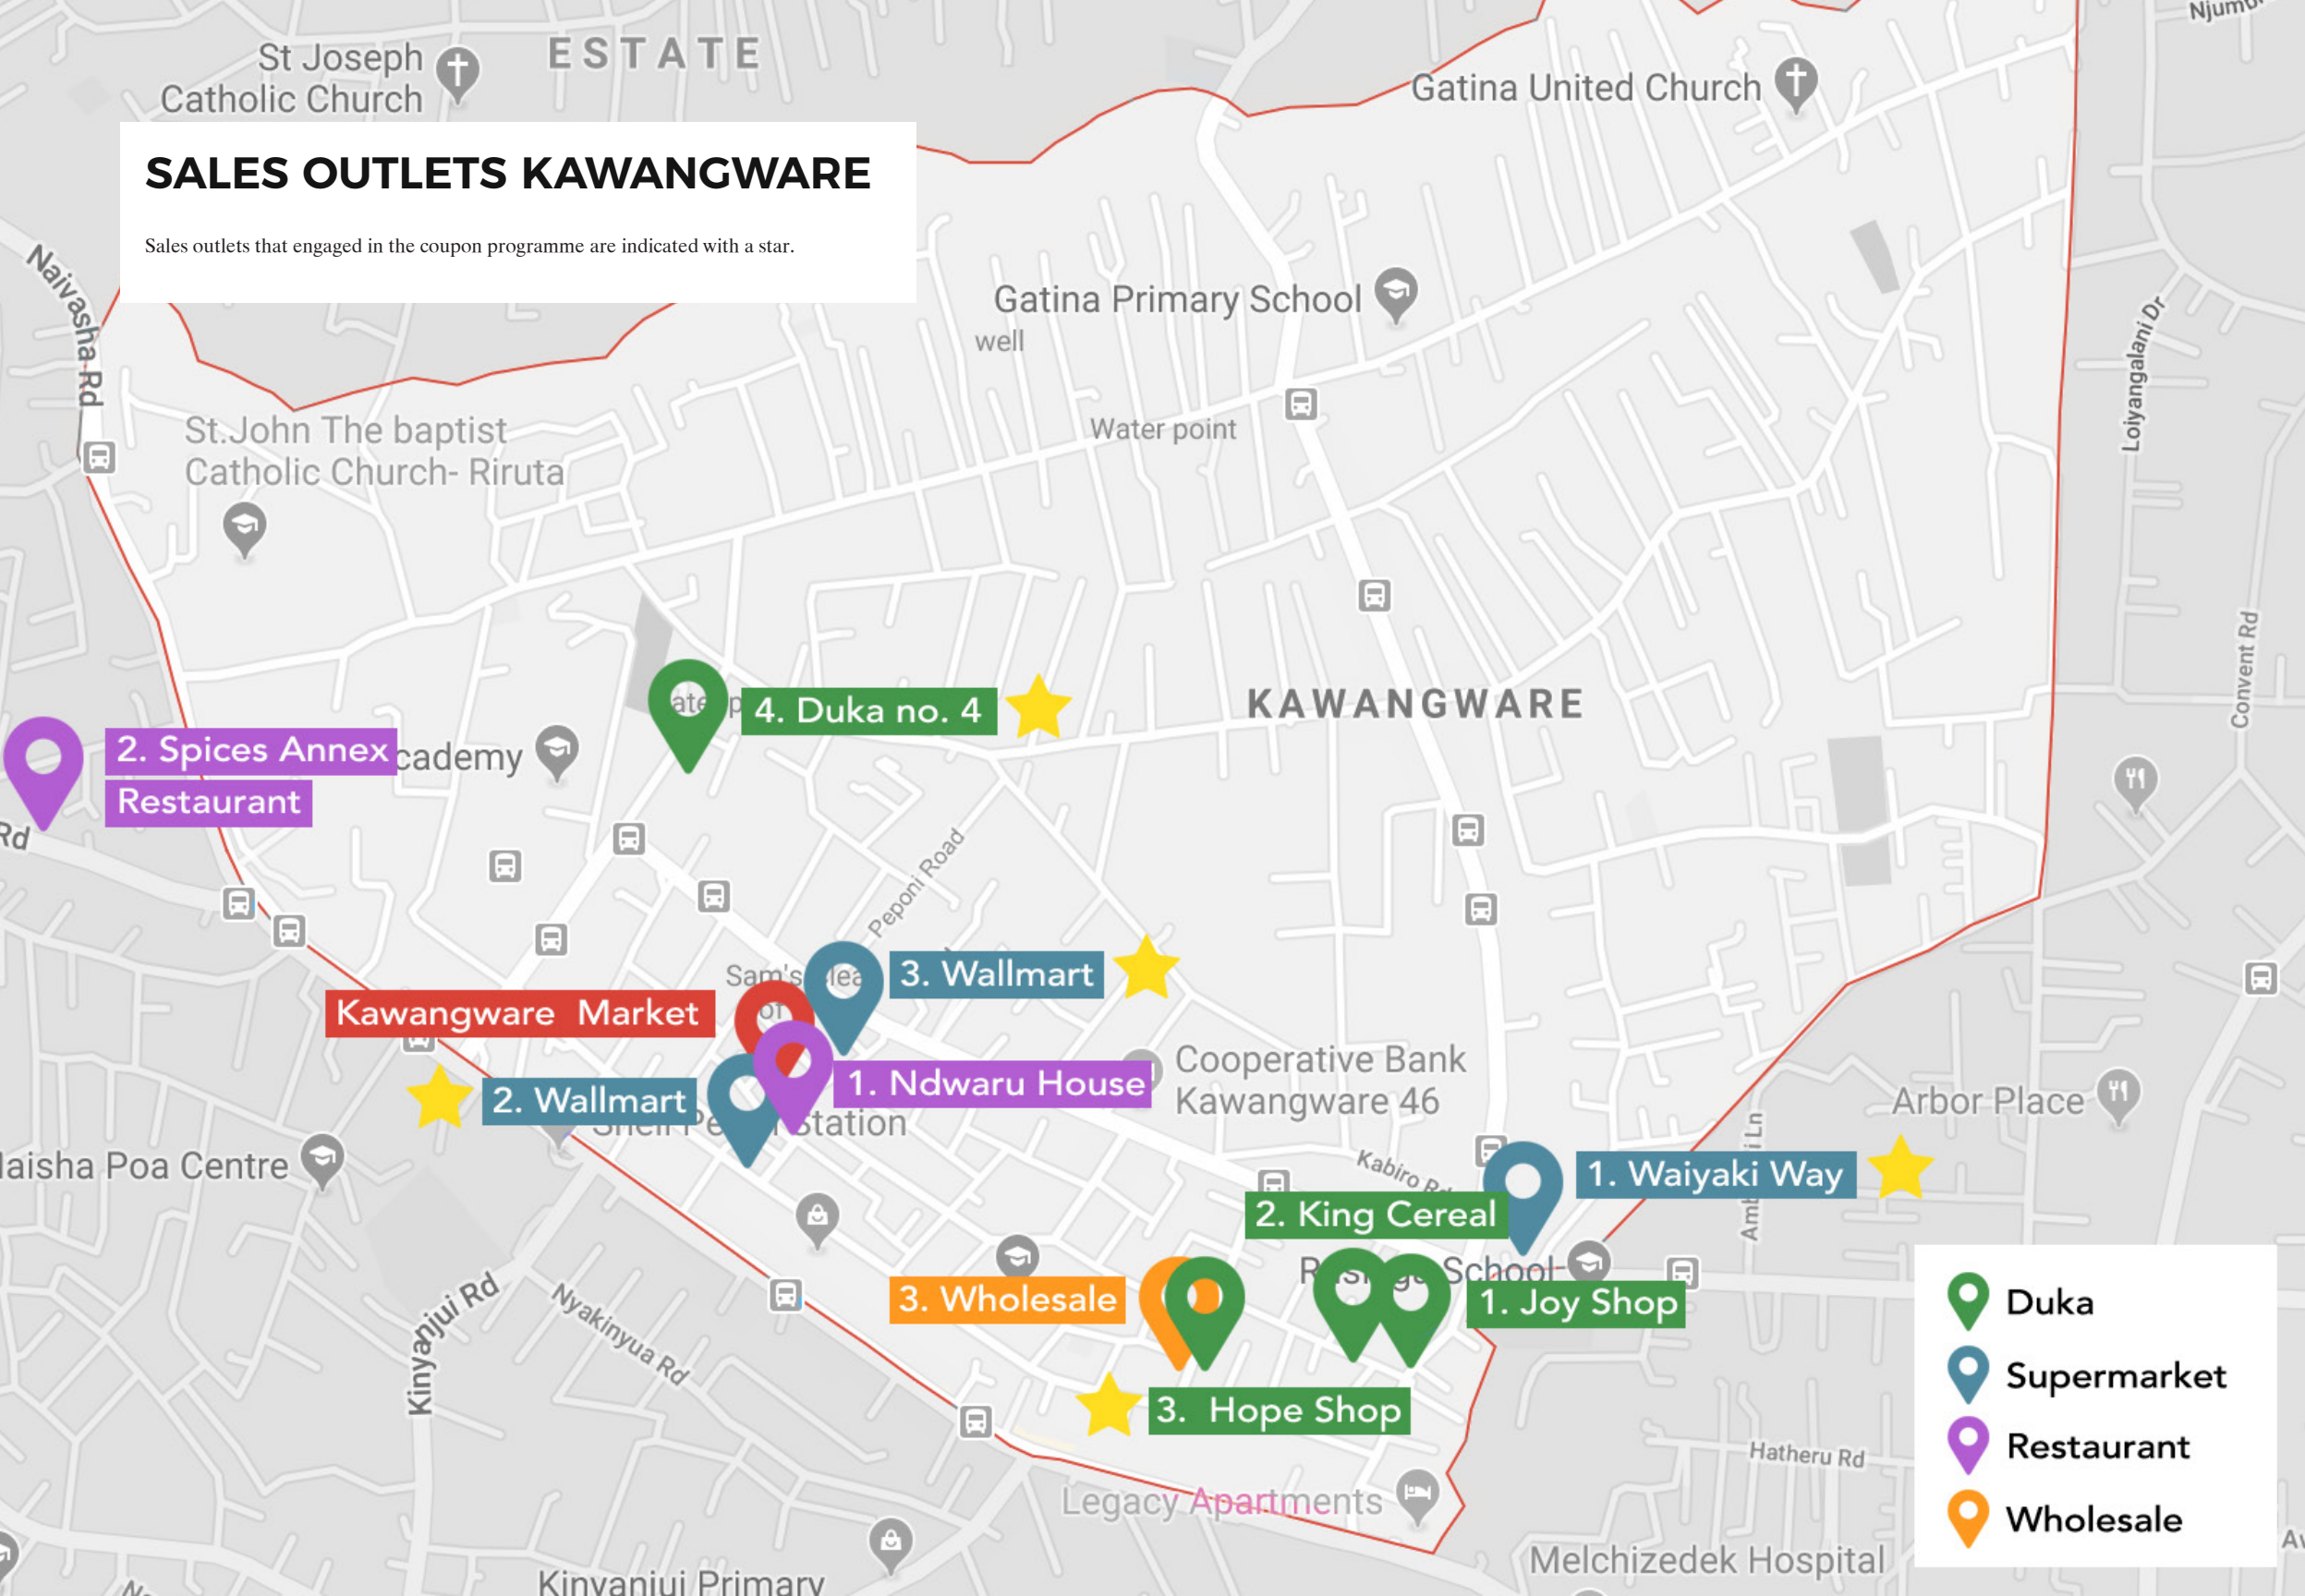 St Joseph
Catholic Church
ESTATE
Gatina United Church
SALES OUTLETS KAWANGWARE
Sales outlets that engaged in the coupon programme are indicated with a star.
Naivasha Rd
Gatina Primary School
well
Water point
St.John The baptist
Catholic Church- Riruta
Loiyangalani Dr
Convent Rd
4. Duka no. 4
KAWANGWARE
2. Spices Annex
Restaurant
cademy
Rd
Peponi Road
3. Wallmart
Sam's
Kawangware Market
of
Cooperative Bank
Kawangware 46
1. Ndwaru House
2. Wallmart
Station
Arbor Place
aisha Poa Centre
Kabiro Rd
1. Waiyaki Way
2. King Cereal
School
3. Wholesale
1. Joy Shop
3. Hope Shop
Kinyanjui Rd
Nyakinyua Rd
Hatheru Rd
Legacy Apartments
Melchizedek Hospital
Kinyanjui Primary
Duka
Supermarket
Restaurant
Wholesale